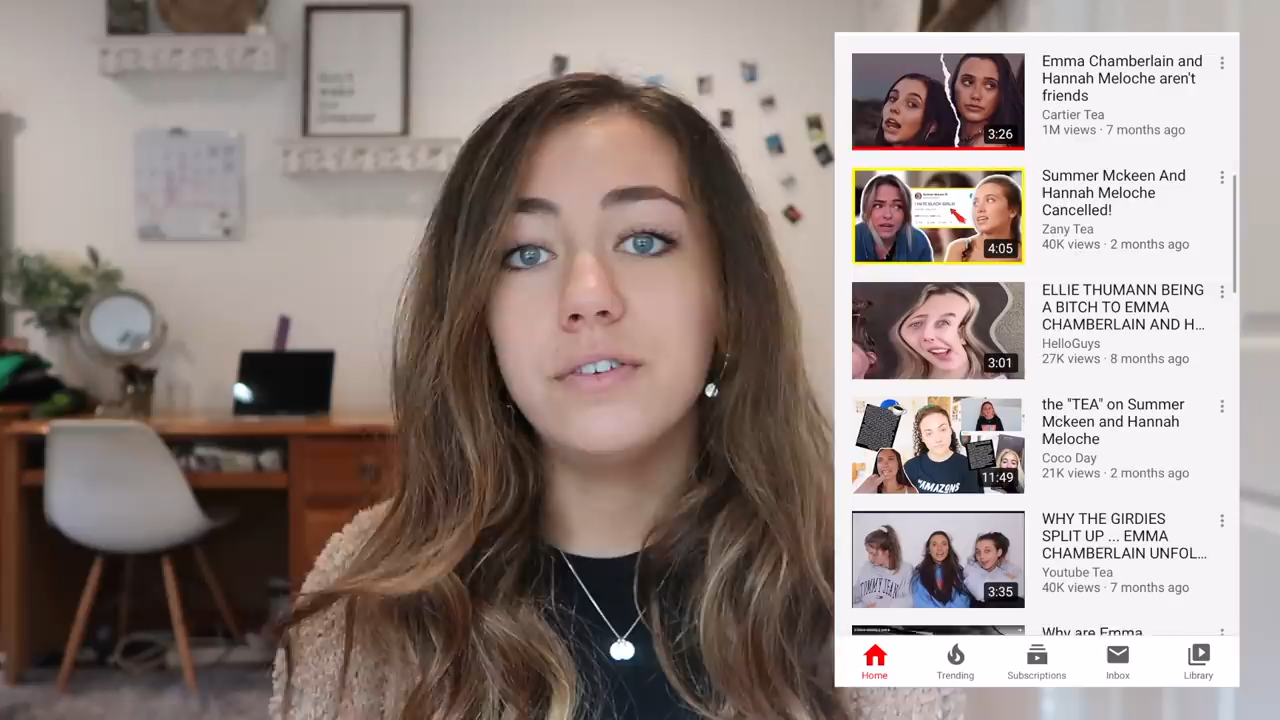 Emma Chamberlain and
Hannah Meloche aren't
friends
Cartier Tea
1M views · 7 months ago
3:26
Summer Mckeen And
Hannah Meloche
Cancelled!
Zany Tea
40K views · 2 months ago
4:05
ELLIE THUMANN BEING
A BITCH TO EMMA
CHAMBERLAIN AND H...
HelloGuys
27K views · 8 months ago
3:01
the "TEA" on Summer
Mckeen and Hannah
Meloche
Coco Day
21K views · 2 months ago
AMAZONS
11:49
WHY THE GIRDIES
SPLIT UP ... EMMA
CHAMBERLAIN UNFOL...
Youtube Tea
40K views · 7 months ago
TOMMY JEANS
3:35
Why are Emma
Home
Trending
Subscriptions
Inbox
Library